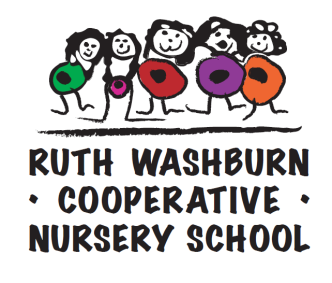 RUTH WASHBURN
· COOPERATIVE ·
NURSERY SCHOOL